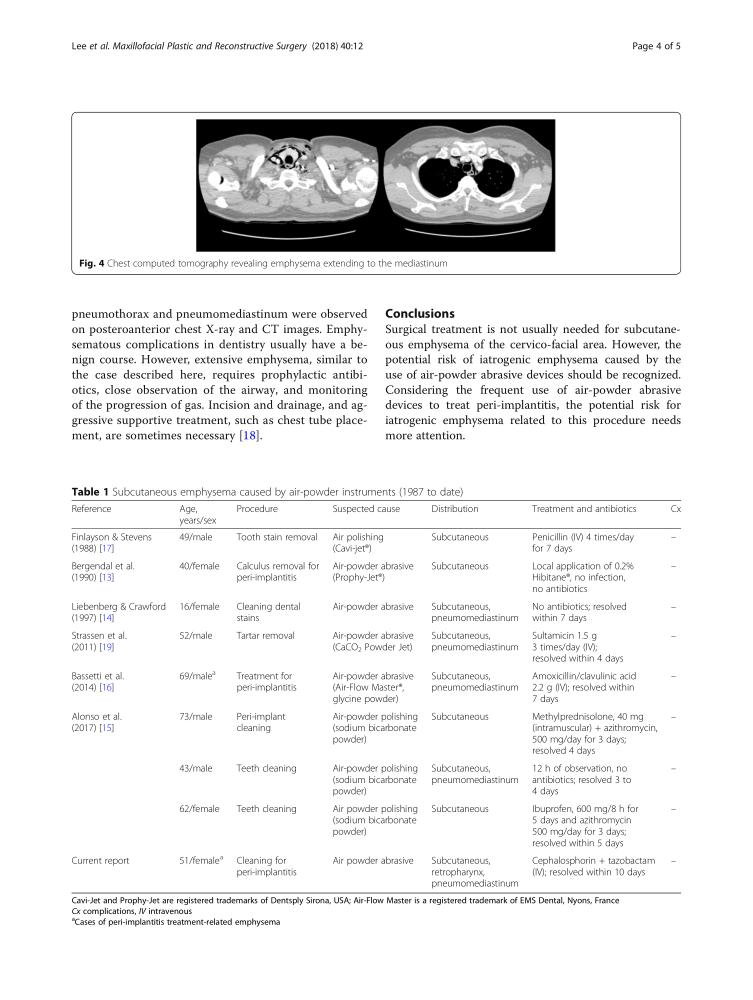 Lee et al. Maxillofacial Plastic and Reconstructive Surgery (2018) 40:12
Page 4 of 5
Fig. 4 Chest computed tomography revealing emphysema extending to the mediastinum
pneumothorax and pneumomediastinum were observed
on posteroanterior chest X-ray and CT images. Emphy-
sematous complications in dentistry usually have a be-
nign course. However, extensive emphysema, similar to
the case described here, requires prophylactic antibi-
otics, close observation of the airway, and monitoring
of the progression of gas. Incision and drainage, and ag-
gressive supportive treatment, such as chest tube place-
ment, are sometimes necessary [18].
Conclusions
Surgical treatment is not usually needed for subcutane-
ous emphysema of the cervico-facial area. However, the
potential risk of iatrogenic emphysema caused by the
use of air-powder abrasive devices should be recognized.
Considering the frequent use of air-powder abrasive
devices to treat peri-implantitis, the potential risk for
iatrogenic emphysema related to this procedure needs
more attention.
Table 1 Subcutaneous emphysema caused by air-powder instruments (1987 to date)
Reference Age, Procedure Suspected cause Distribution Treatment and antibiotics Cx
years/sex
Finlayson & Stevens 49/male Tooth stain removal Air polishing Subcutaneous Penicillin (IV) 4 times/day –
(1988) [17] (Cavi-jet®) for 7 days
Bergendal et al. 40/female Calculus removal for Air-powder abrasive Subcutaneous Local application of 0.2% –
(1990) [13] peri-implantitis (Prophy-Jet®) Hibitane®, no infection,
no antibiotics
Liebenberg & Crawford 16/female Cleaning dental Air-powder abrasive Subcutaneous, No antibiotics; resolved –
(1997) [14] stains pneumomediastinum within 7 days
Strassen et al. 52/male Tartar removal Air-powder abrasive Subcutaneous, Sultamicin 1.5 g –
(2011) [19] (CaCO₂ Powder Jet) pneumomediastinum 3 times/day (IV);
resolved within 4 days
Bassetti et al. 69/maleᵃ Treatment for Air-powder abrasive Subcutaneous, Amoxicillin/clavulinic acid –
(2014) [16] peri-implantitis (Air-Flow Master®, pneumomediastinum 2.2 g (IV); resolved within
glycine powder) 7 days
Alonso et al. 73/male Peri-implant Air-powder polishing Subcutaneous Methylprednisolone, 40 mg –
(2017) [15] cleaning (sodium bicarbonate (intramuscular) + azithromycin,
powder) 500 mg/day for 3 days;
resolved 4 days
43/male Teeth cleaning Air-powder polishing Subcutaneous, 12 h of observation, no –
(sodium bicarbonate pneumomediastinum antibiotics; resolved 3 to
powder) 4 days
62/female Teeth cleaning Air powder polishing Subcutaneous Ibuprofen, 600 mg/8 h for –
(sodium bicarbonate 5 days and azithromycin
powder) 500 mg/day for 3 days;
resolved within 5 days
Current report 51/femaleᵃ Cleaning for Air powder abrasive Subcutaneous, Cephalosphorin + tazobactam –
peri-implantitis retropharynx, (IV); resolved within 10 days
pneumomediastinum
Cavi-Jet and Prophy-Jet are registered trademarks of Dentsply Sirona, USA; Air-Flow Master is a registered trademark of EMS Dental, Nyons, France
Cx complications, IV intravenous
ᵃCases of peri-implantitis treatment-related emphysema